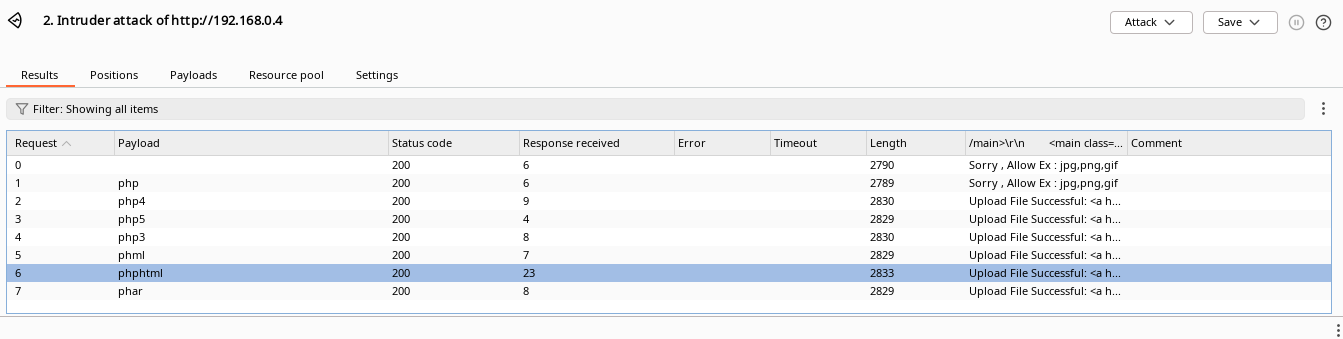 2. Intruder attack of http://192.168.0.4
Attack Save
Results Positions Payloads Resource pool Settings
Filter: Showing all items
Request Payload Status code Response received Error Timeout Length /main>\r\n <main class=... Comment
0 200 6 2790 Sorry , Allow Ex : jpg,png,gif
1 php 200 6 2789 Sorry , Allow Ex : jpg,png,gif
2 php4 200 9 2830 Upload File Successful: <a h...
3 php5 200 4 2829 Upload File Successful: <a h...
4 php3 200 8 2830 Upload File Successful: <a h...
5 phml 200 7 2829 Upload File Successful: <a h...
6 phphtml 200 23 2833 Upload File Successful: <a h...
7 phar 200 8 2829 Upload File Successful: <a h...